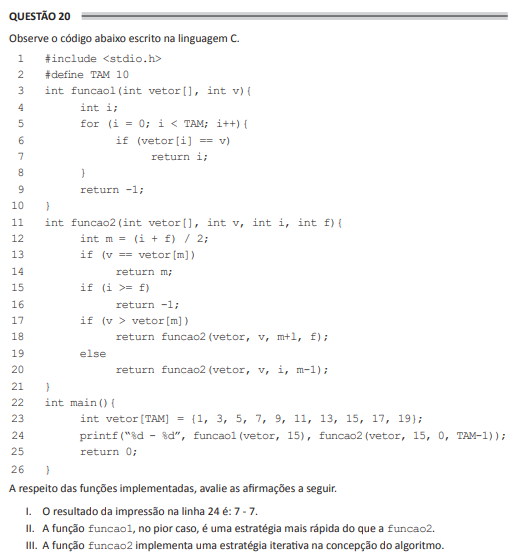 QUESTÃO 20
Observe o código abaixo escrito na linguagem C.
1 #include <stdio.h>
2 #define TAM 10
3 int funcao1(int vetor[], int v){
4 int i;
5 for (i = 0; i < TAM; i++){
6 if (vetor[i] == v)
7 return i;
8 }
9 return -1;
10 }
11 int funcao2(int vetor[], int v, int i, int f){
12 int m = (i + f) / 2;
13 if (v == vetor[m])
14 return m;
15 if (i >= f)
16 return -1;
17 if (v > vetor[m])
18 return funcao2(vetor, v, m+1, f);
19 else
20 return funcao2(vetor, v, i, m-1);
21 }
22 int main(){
23 int vetor[TAM] = {1, 3, 5, 7, 9, 11, 13, 15, 17, 19};
24 printf(“%d - %d”, funcao1(vetor, 15), funcao2(vetor, 15, 0, TAM-1));
25 return 0;
26 }
A respeito das funções implementadas, avalie as afirmações a seguir.
I. O resultado da impressão na linha 24 é: 7 - 7.
II. A função funcao1, no pior caso, é uma estratégia mais rápida do que a funcao2.
III. A função funcao2 implementa uma estratégia iterativa na concepção do algoritmo.